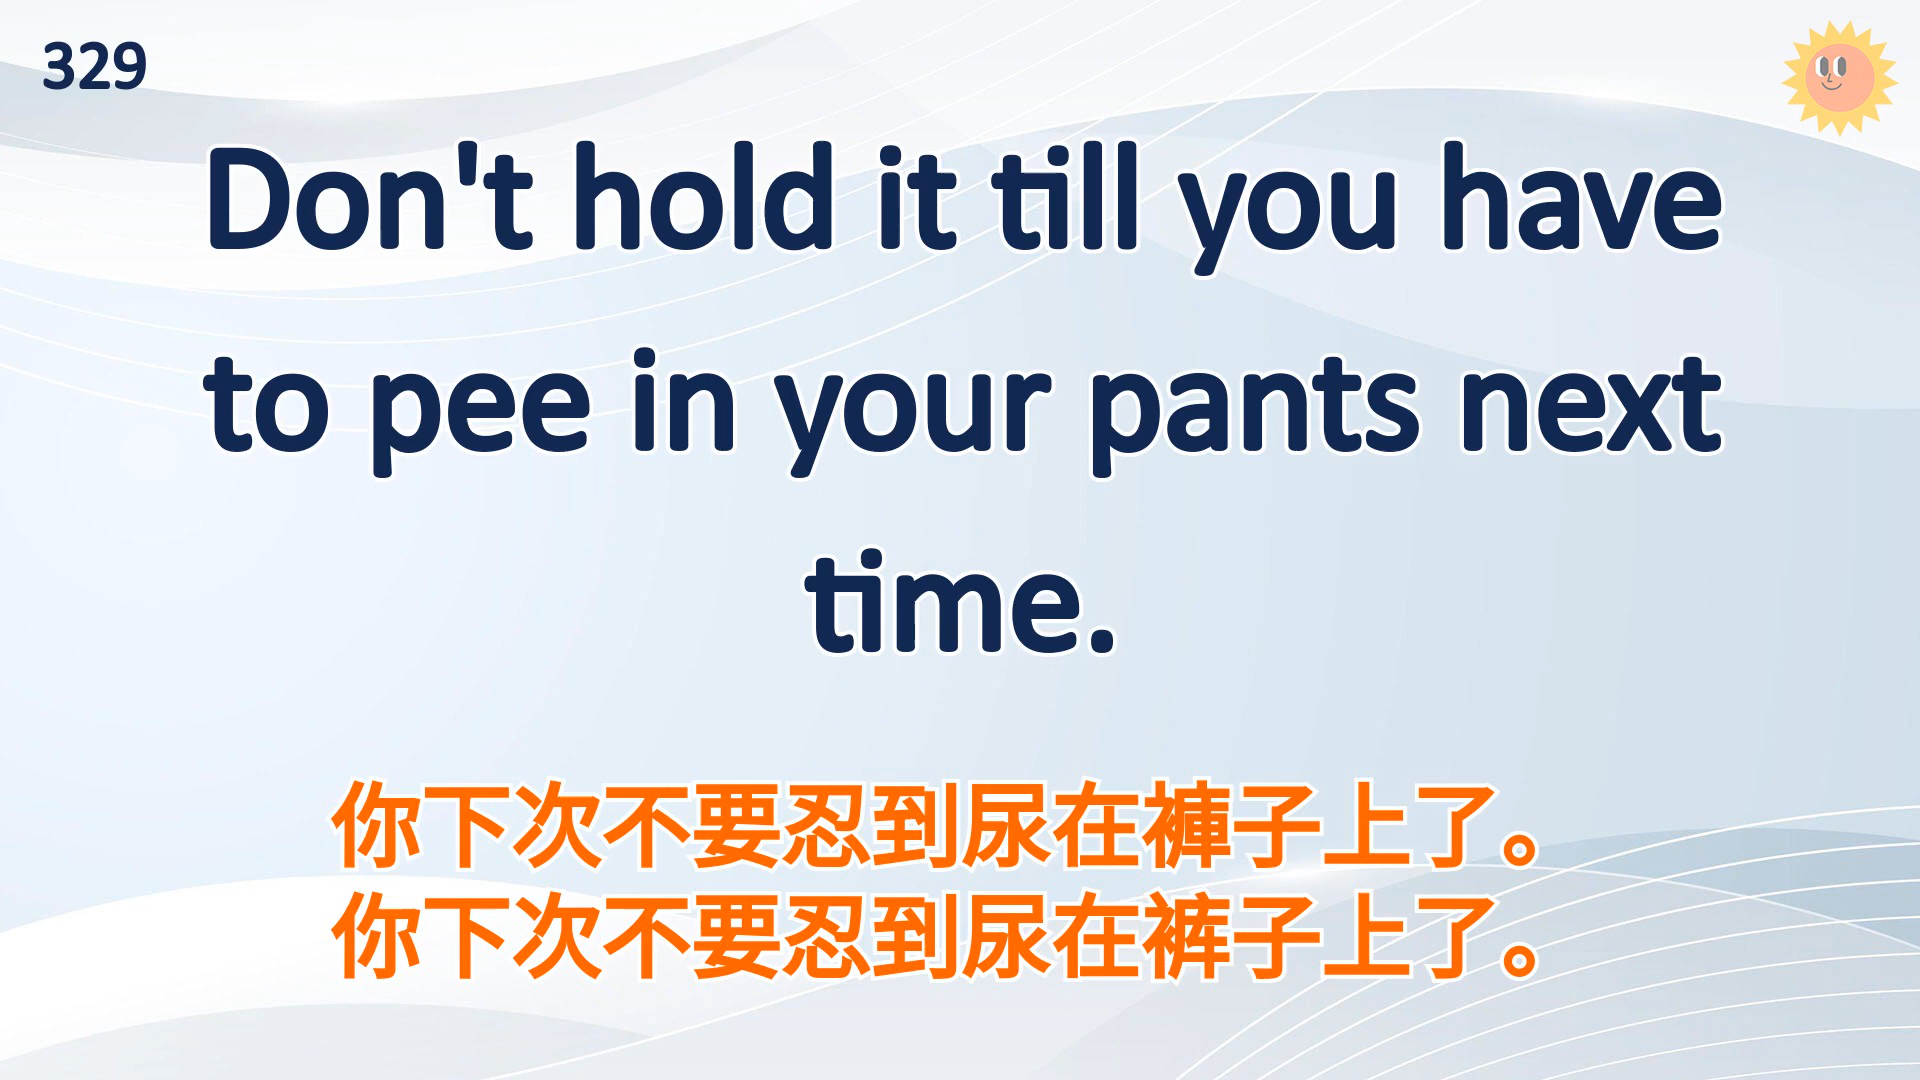 329
Don't hold it till you have
to pee in your pants next
time.
你下次不要忍到尿在褲子上了。
你下次不要忍到尿在裤子上了。